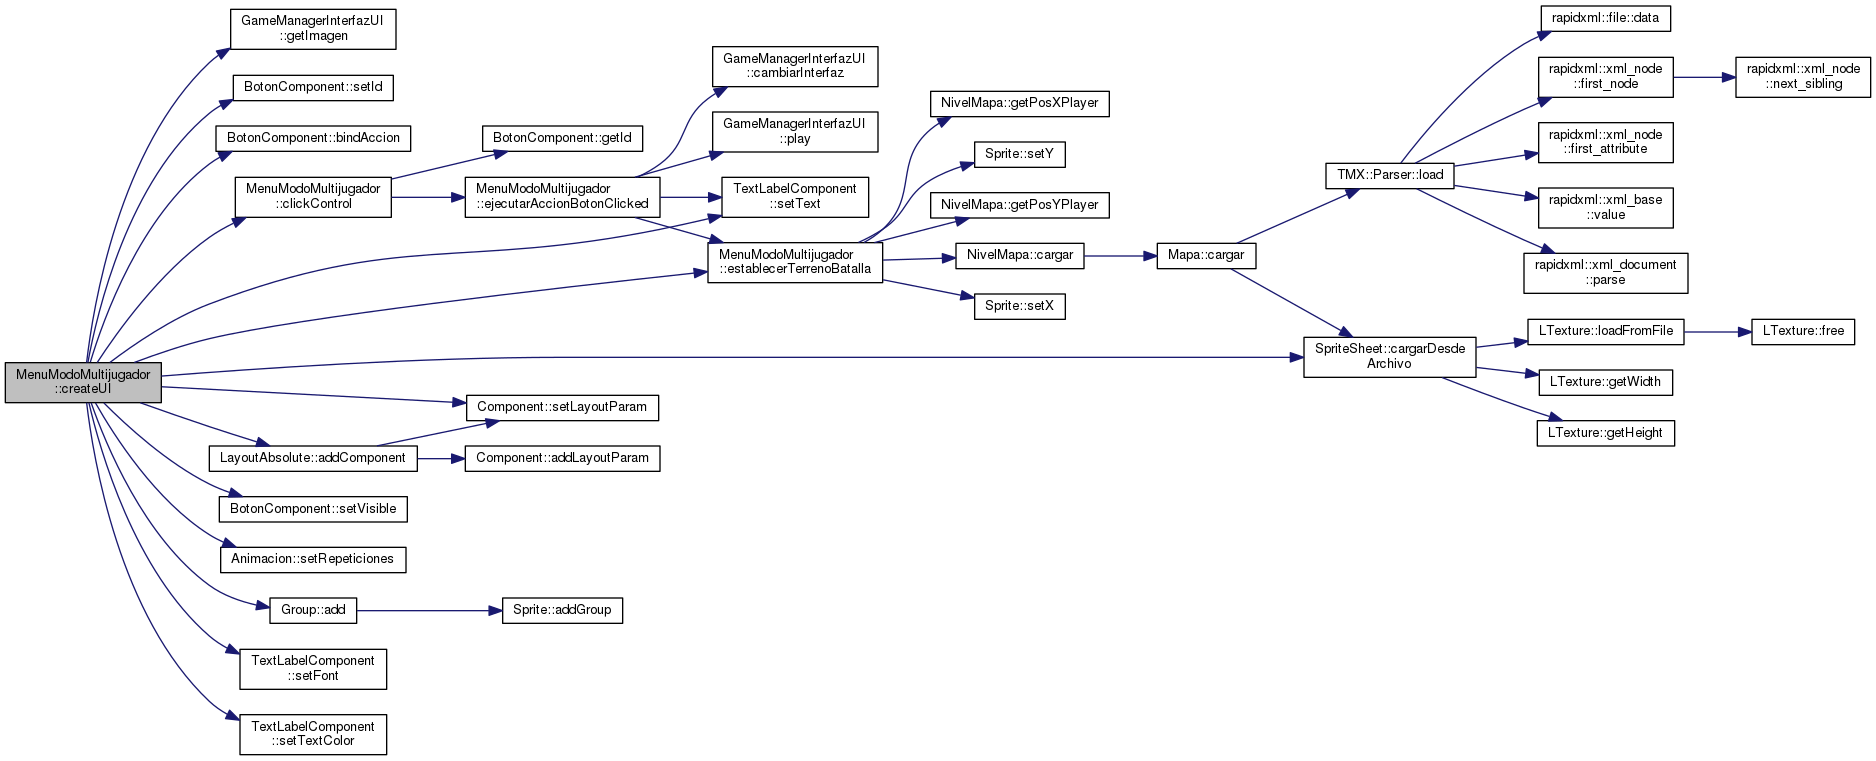 GameManagerInterfazUI
::getImagen
BotonComponent::setId
BotonComponent::bindAccion
MenuModoMultijugador
::clickControl
MenuModoMultijugador
::createUI
LayoutAbsolute::addComponent
BotonComponent::setVisible
Animacion::setRepeticiones
Group::add
TextLabelComponent
::setFont
TextLabelComponent
::setTextColor
BotonComponent::getId
MenuModoMultijugador
::ejecutarAccionBotonClicked
Component::setLayoutParam
Component::addLayoutParam
Sprite::addGroup
GameManagerInterfazUI
::cambiarInterfaz
GameManagerInterfazUI
::play
TextLabelComponent
::setText
MenuModoMultijugador
::establecerTerrenoBatalla
NivelMapa::getPosXPlayer
Sprite::setY
NivelMapa::getPosYPlayer
NivelMapa::cargar
Sprite::setX
Mapa::cargar
TMX::Parser::load
SpriteSheet::cargarDesde
Archivo
rapidxml::file::data
rapidxml::xml_node
::first_node
rapidxml::xml_node
::first_attribute
rapidxml::xml_base
::value
rapidxml::xml_document
::parse
LTexture::loadFromFile
LTexture::getWidth
LTexture::getHeight
rapidxml::xml_node
::next_sibling
LTexture::free